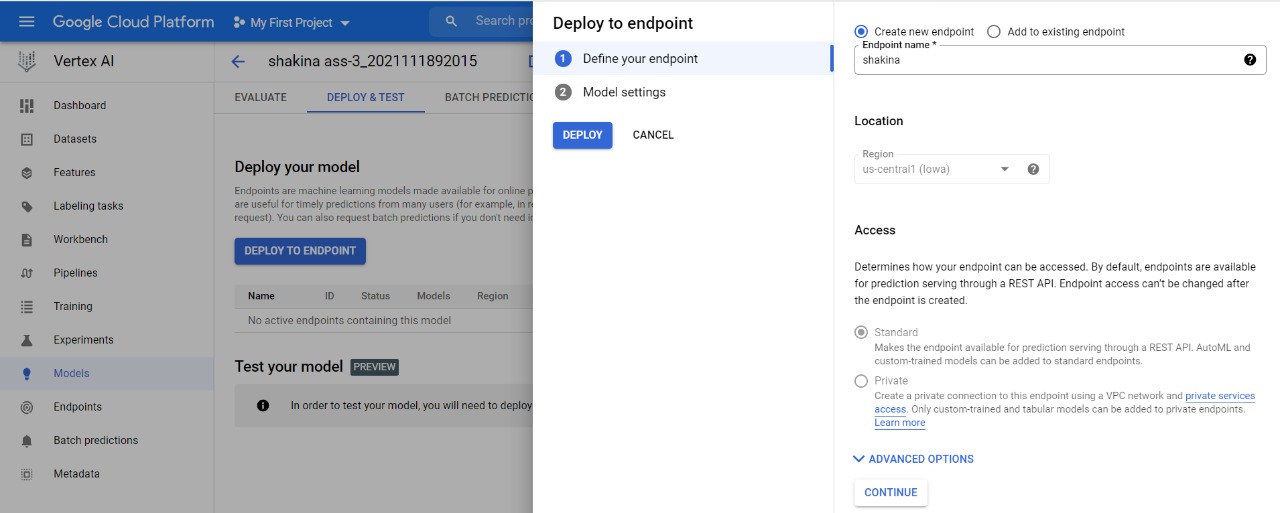 Google Cloud Platform
My First Project
Search pro
Vertex AI
shakina ass-3_2021111892015
Dashboard
Datasets
Features
Labeling tasks
Workbench
Pipelines
Training
Experiments
Models
Endpoints
Batch predictions
Metadata
EVALUATE DEPLOY & TEST BATCH PREDICTIO
Deploy your model
Endpoints are machine learning models made available for online p
are useful for timely predictions from many users (for example, in re
request). You can also request batch predictions if you don't need in
DEPLOY TO ENDPOINT
Name ID Status Models Region
No active endpoints containing this model
Test your model PREVIEW
In order to test your model, you will need to deploy
Deploy to endpoint
1 Define your endpoint
2 Model settings
DEPLOY CANCEL
Create new endpoint Add to existing endpoint
Endpoint name *
shakina
Location
Region
us-central1 (Iowa)
Access
Determines how your endpoint can be accessed. By default, endpoints are available
for prediction serving through a REST API. Endpoint access can't be changed after
the endpoint is created.
Standard
Makes the endpoint available for prediction serving through a REST API. AutoML and
custom-trained models can be added to standard endpoints.
Private
Create a private connection to this endpoint using a VPC network and private services
access. Only custom-trained and tabular models can be added to private endpoints.
Learn more
ADVANCED OPTIONS
CONTINUE